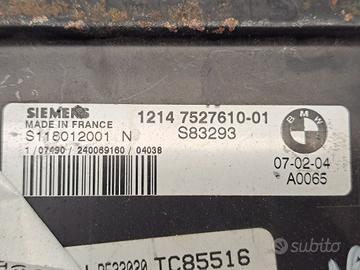 SIEMENS
MADE IN FRANCE
S116012001 N
1 / 07490 / 240069160 / 04038
1214 7527610-01
S83293
BMW
07-02-04
A0065
TC85516
subito